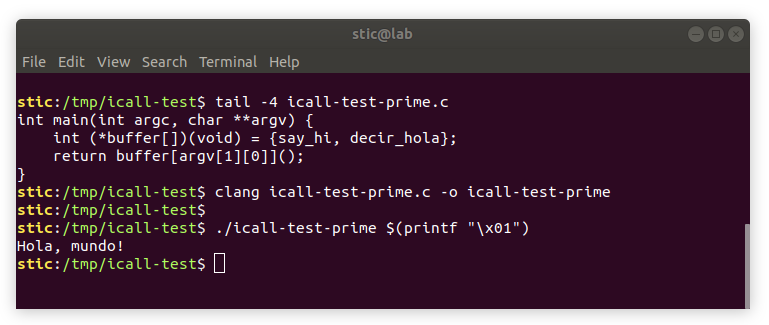 stic@lab
File Edit View Search Terminal Help
stic:/tmp/icall-test$ tail -4 icall-test-prime.c
int main(int argc, char **argv) {
    int (*buffer[])(void) = {say_hi, decir_hola};
    return buffer[argv[1][0]]();
}
stic:/tmp/icall-test$ clang icall-test-prime.c -o icall-test-prime
stic:/tmp/icall-test$
stic:/tmp/icall-test$ ./icall-test-prime $(printf "\x01")
Hola, mundo!
stic:/tmp/icall-test$